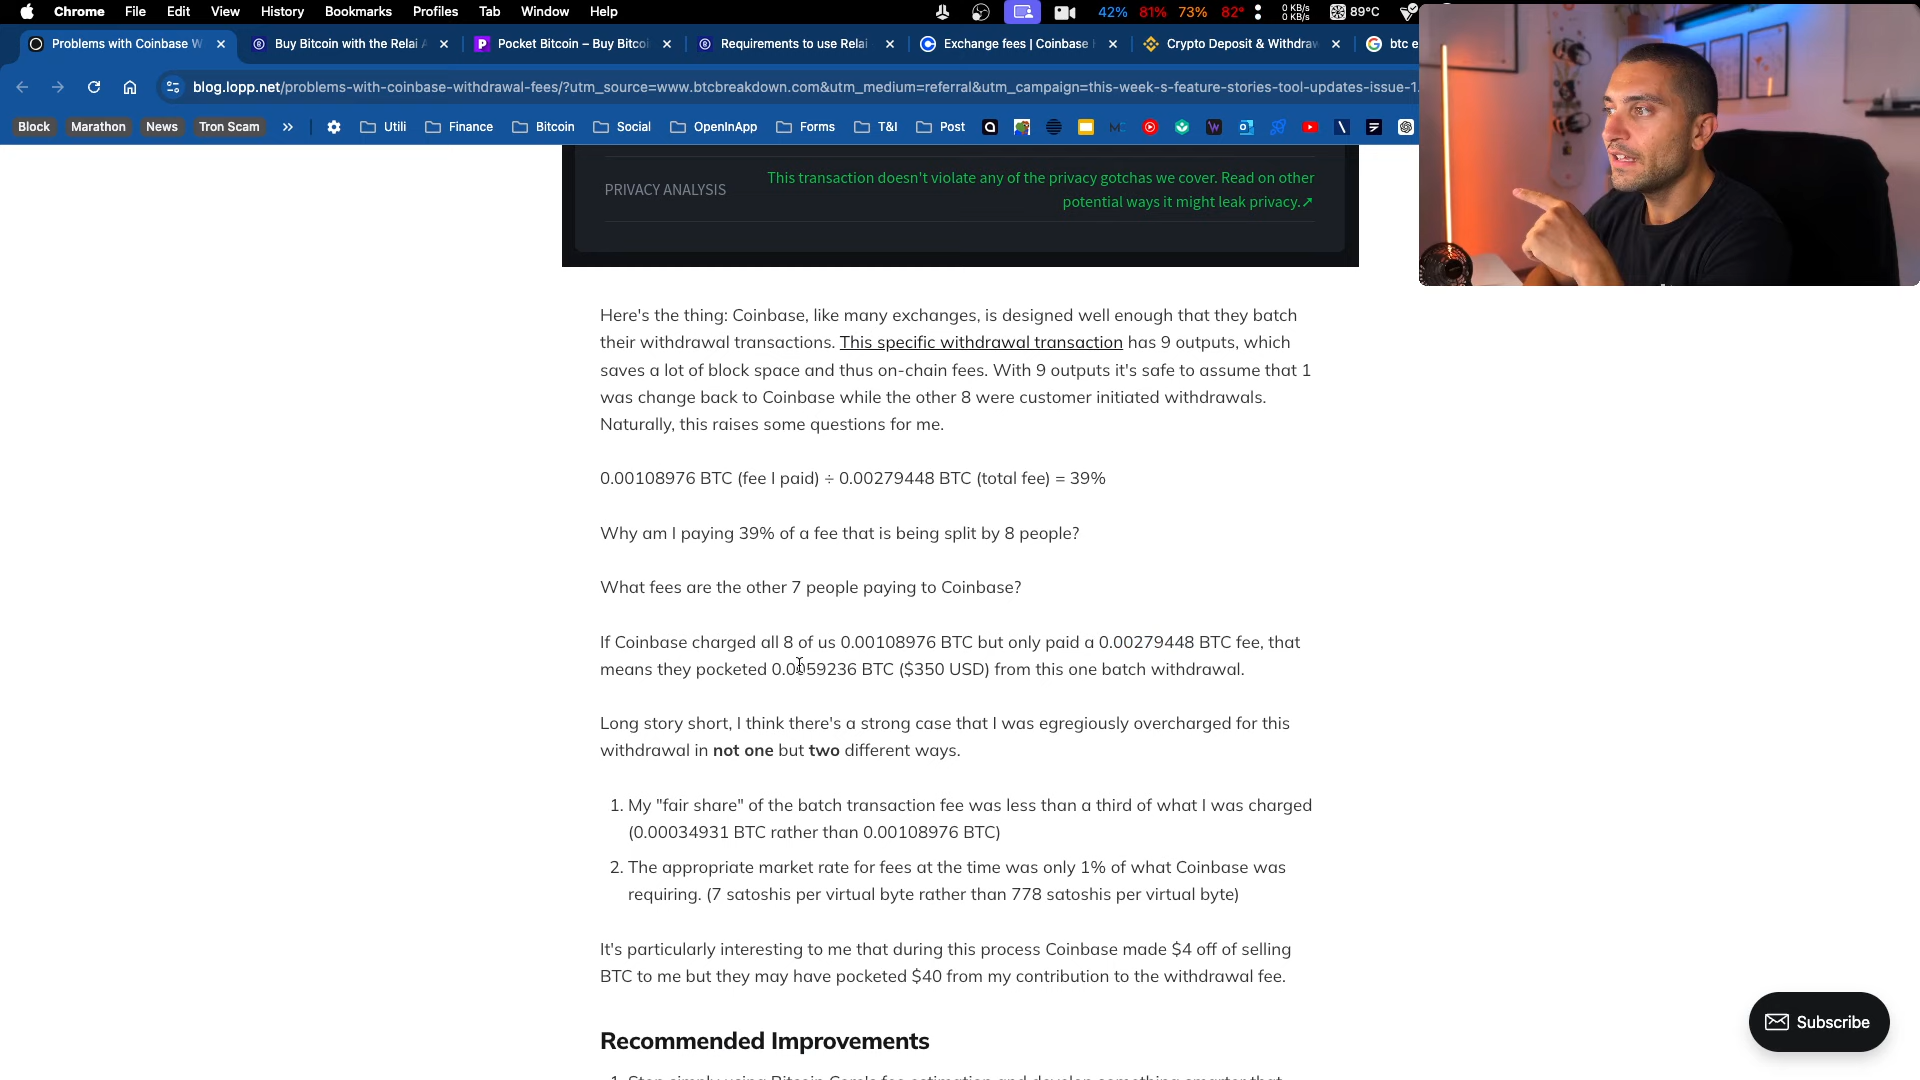 Chrome File Edit View History Bookmarks Profiles Tab Window Help 42% 81% 73% 82° 0 KB/s 0 KB/s 89°C
Problems with Coinbase W Buy Bitcoin with the Relai Pocket Bitcoin – Buy Bitcoi Requirements to use Relai Exchange fees | Coinbase Crypto Deposit & Withdraw btc e
blog.lopp.net/problems-with-coinbase-withdrawal-fees/?utm_source=www.btcbreakdown.com&utm_medium=referral&utm_campaign=this-week-s-feature-stories-tool-updates-issue-1
Block Marathon News Tron Scam » Utili Finance Bitcoin Social OpenInApp Forms T&I Post
This transaction doesn't violate any of the privacy gotchas we cover. Read on other
PRIVACY ANALYSIS
potential ways it might leak privacy.↗
Here's the thing: Coinbase, like many exchanges, is designed well enough that they batch
their withdrawal transactions. This specific withdrawal transaction has 9 outputs, which
saves a lot of block space and thus on-chain fees. With 9 outputs it's safe to assume that 1
was change back to Coinbase while the other 8 were customer initiated withdrawals.
Naturally, this raises some questions for me.
0.00108976 BTC (fee I paid) ÷ 0.00279448 BTC (total fee) = 39%
Why am I paying 39% of a fee that is being split by 8 people?
What fees are the other 7 people paying to Coinbase?
If Coinbase charged all 8 of us 0.00108976 BTC but only paid a 0.00279448 BTC fee, that
means they pocketed 0.0059236 BTC ($350 USD) from this one batch withdrawal.
Long story short, I think there's a strong case that I was egregiously overcharged for this
withdrawal in not one but two different ways.
1. My "fair share" of the batch transaction fee was less than a third of what I was charged
(0.00034931 BTC rather than 0.00108976 BTC)
2. The appropriate market rate for fees at the time was only 1% of what Coinbase was
requiring. (7 satoshis per virtual byte rather than 778 satoshis per virtual byte)
It's particularly interesting to me that during this process Coinbase made $4 off of selling
BTC to me but they may have pocketed $40 from my contribution to the withdrawal fee.
Subscribe
Recommended Improvements
1. Stop simply using Bitcoin Core's fee estimation and develop something smarter that